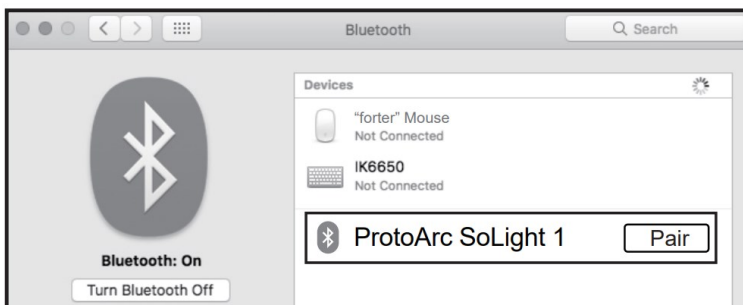 Bluetooth
Search
Devices
“forter” Mouse
Not Connected
IK6650
Not Connected
ProtoArc SoLight 1
Pair
Bluetooth: On
Turn Bluetooth Off